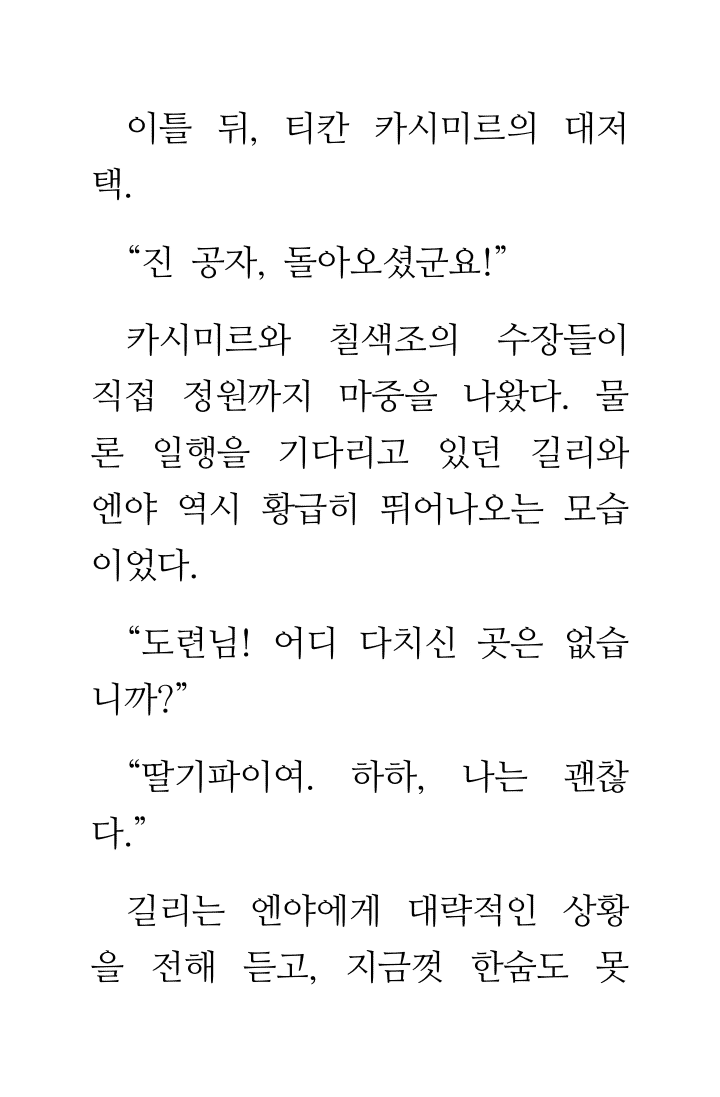 이틀 뒤, 티칸 카시미르의 대저
택.
“진 공자, 돌아오셨군요!”
카시미르와 칠색조의 수장들이
직접 정원까지 마중을 나왔다. 물
론 일행을 기다리고 있던 길리와
엔야 역시 황급히 뛰어나오는 모습
이었다.
“도련님! 어디 다치신 곳은 없습
니까?”
“딸기파이여. 하하, 나는 괜찮
다.”
길리는 엔야에게 대략적인 상황
을 전해 듣고, 지금껏 한숨도 못